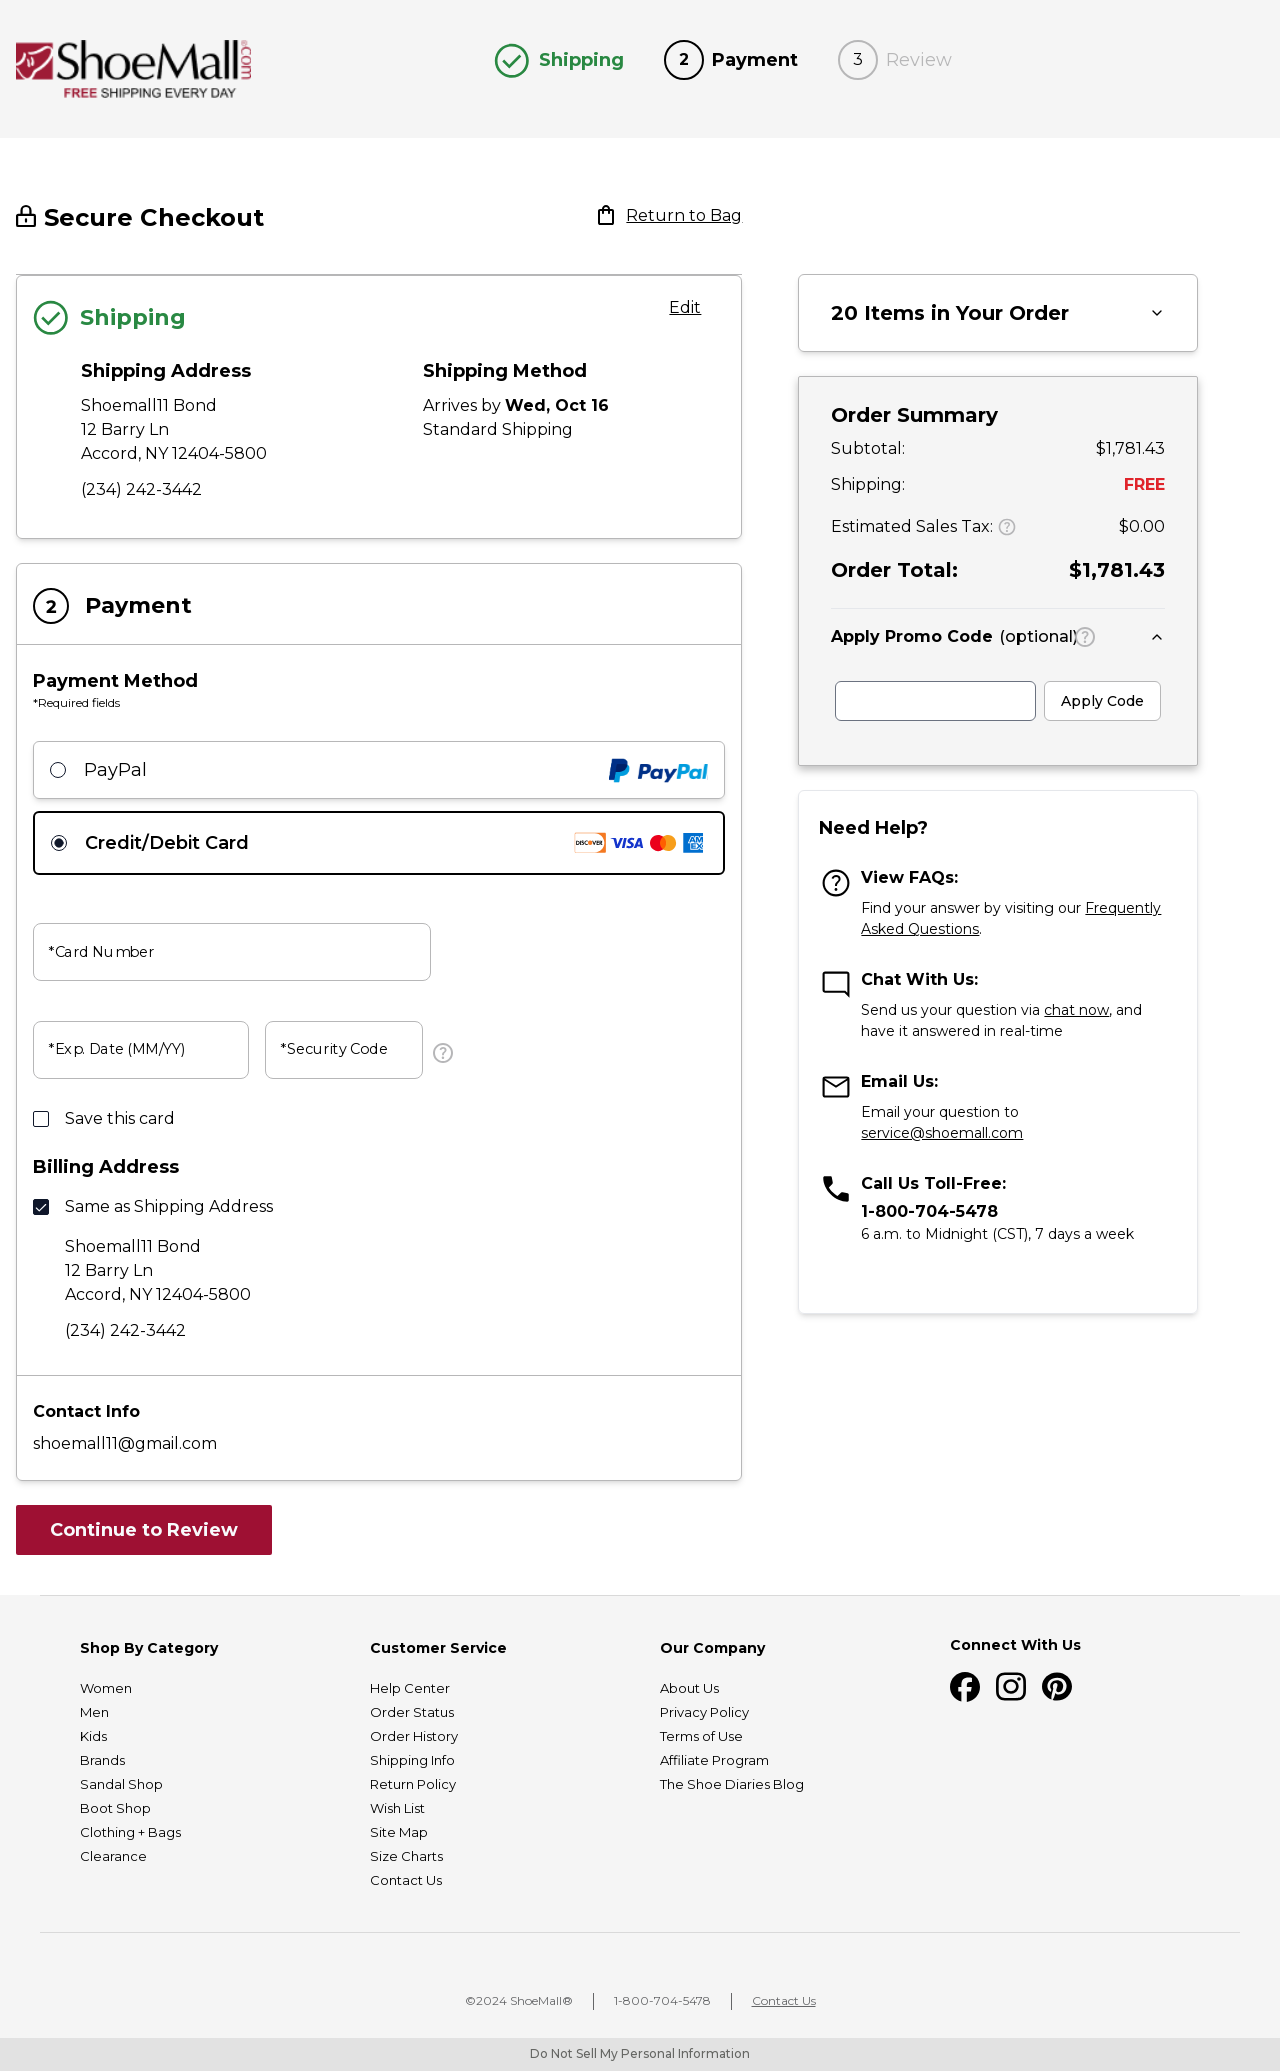 ShoeMall.com
FREE SHIPPING EVERY DAY
Shipping
2 Payment
3 Review
Secure Checkout
Return to Bag
Shipping
Edit
Shipping Address
Shoemall11 Bond
12 Barry Ln
Accord, NY 12404-5800
(234) 242-3442
Shipping Method
Arrives by Wed, Oct 16
Standard Shipping
2 Payment
Payment Method
*Required fields
PayPal
PayPal
Credit/Debit Card
DISCOVER VISA AMEX
*Card Number
*Exp. Date (MM/YY)
*Security Code
?
Save this card
Billing Address
Same as Shipping Address
Shoemall11 Bond
12 Barry Ln
Accord, NY 12404-5800
(234) 242-3442
Contact Info
shoemall11@gmail.com
Continue to Review
20 Items in Your Order
Order Summary
Subtotal: $1,781.43
Shipping: FREE
Estimated Sales Tax: ? $0.00
Order Total: $1,781.43
Apply Promo Code (optional) ?
Apply Code
Need Help?
? View FAQs:
Find your answer by visiting our Frequently
Asked Questions.
Chat With Us:
Send us your question via chat now, and
have it answered in real-time
Email Us:
Email your question to
service@shoemall.com
Call Us Toll-Free:
1-800-704-5478
6 a.m. to Midnight (CST), 7 days a week
Shop By Category
Women
Men
Kids
Brands
Sandal Shop
Boot Shop
Clothing + Bags
Clearance
Customer Service
Help Center
Order Status
Order History
Shipping Info
Return Policy
Wish List
Site Map
Size Charts
Contact Us
Our Company
About Us
Privacy Policy
Terms of Use
Affiliate Program
The Shoe Diaries Blog
Connect With Us
©2024 ShoeMall®
1-800-704-5478
Contact Us
Do Not Sell My Personal Information